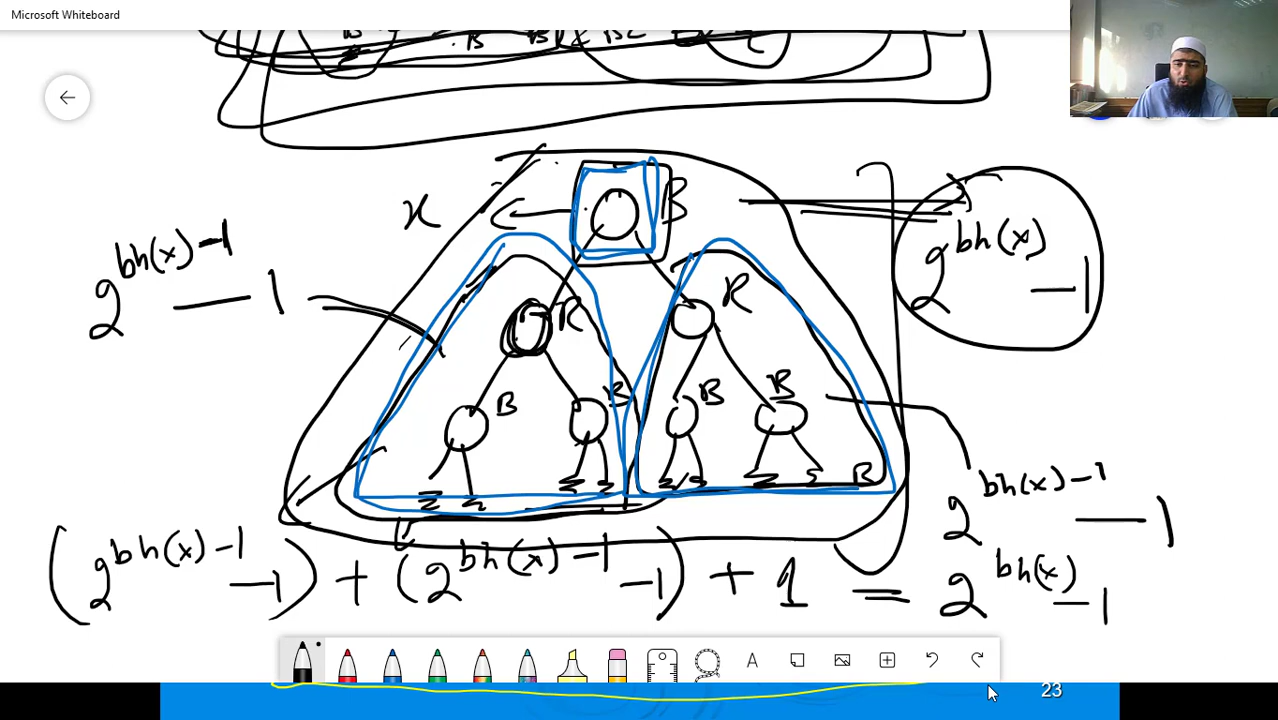 Microsoft Whiteboard
B B BC
x B
2^{bh(x)-1} - 1
2^{bh(x)} - 1
R R
B B B B
B
2^{bh(x)-1} - 1
(2^{bh(x)-1} - 1) + (2^{bh(x)-1} - 1) + 1 = 2^{bh(x)} - 1
A
23